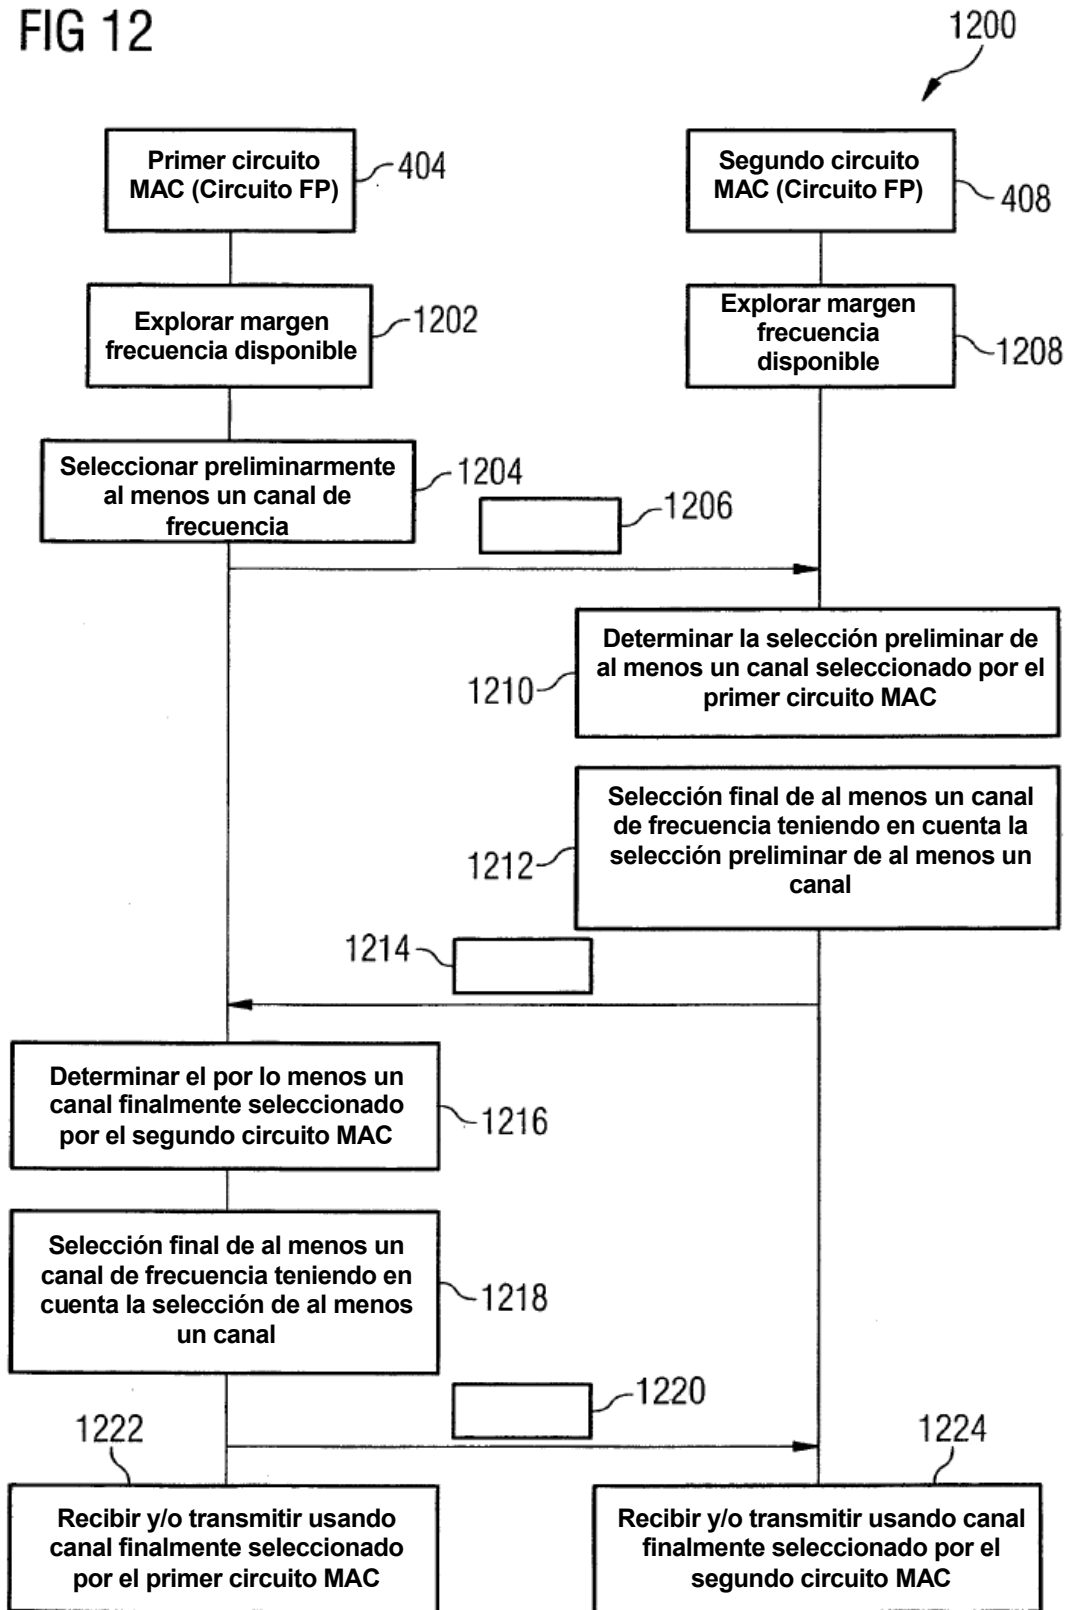 FIG 12
1200
Primer circuito
MAC (Circuito FP)
404
Segundo circuito
MAC (Circuito FP)
408
Explorar margen
frecuencia disponible
1202
Explorar margen
frecuencia
disponible
1208
Seleccionar preliminarmente
al menos un canal de
frecuencia
1204
1206
Determinar la selección preliminar de
al menos un canal seleccionado por el
primer circuito MAC
1210
Selección final de al menos un canal
de frecuencia teniendo en cuenta la
selección preliminar de al menos un
canal
1212
1214
Determinar el por lo menos un
canal finalmente seleccionado
por el segundo circuito MAC
1216
Selección final de al menos un
canal de frecuencia teniendo en
cuenta la selección de al menos
un canal
1218
1220
1222
1224
Recibir y/o transmitir usando
canal finalmente seleccionado
por el primer circuito MAC
Recibir y/o transmitir usando canal
finalmente seleccionado por el
segundo circuito MAC